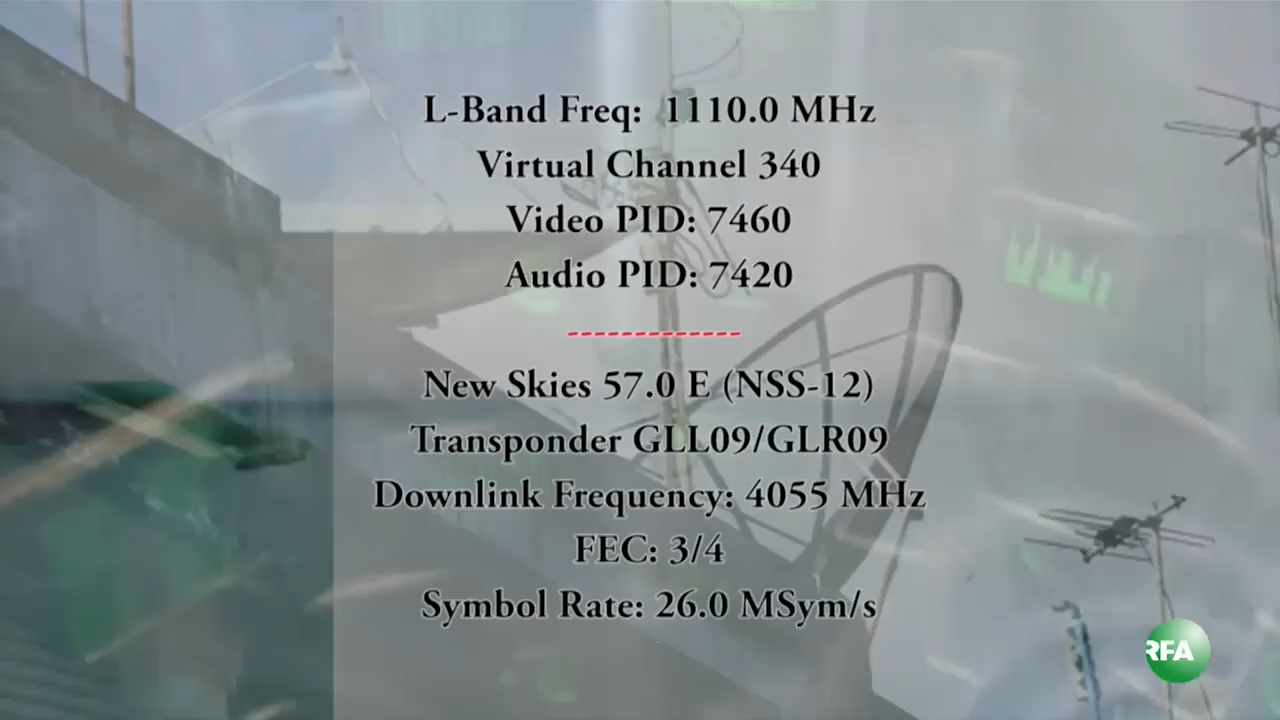 L-Band Freq: 1110.0 MHz
Virtual Channel 340
Video PID: 7460
Audio PID: 7420
-------------
New Skies 57.0 E (NSS-12)
Transponder GLL09/GLR09
Downlink Frequency: 4055 MHz
FEC: 3/4
Symbol Rate: 26.0 MSym/s
RFA